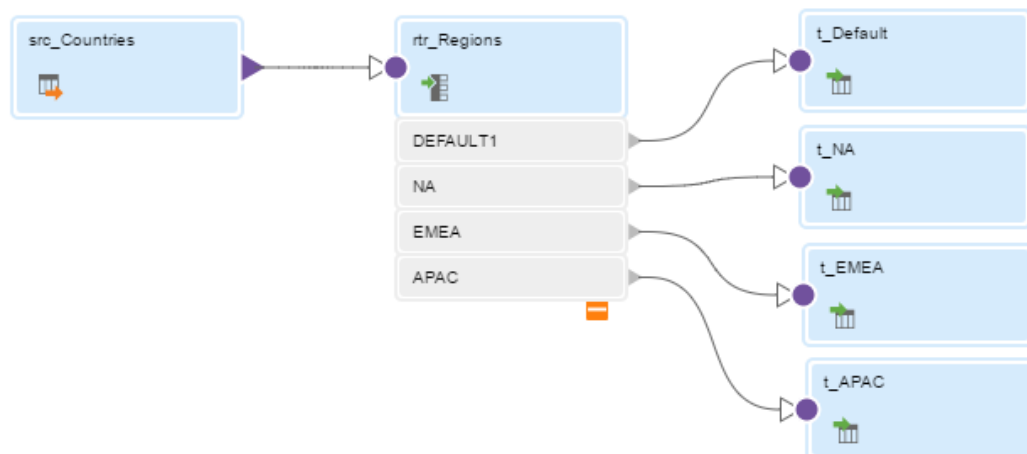 src_Countries
rtr_Regions
DEFAULT1
NA
EMEA
APAC
t_Default
t_NA
t_EMEA
t_APAC